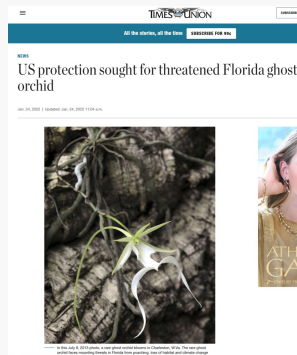 TIMES UNION
SUBSCRIBE
All the stories, all the time
SUBSCRIBE FOR 99¢
NEWS
US protection sought for threatened Florida ghost
orchid
Jan. 24, 2022 | Updated: Jan. 24, 2022 11:04 a.m.
ATH
GA
In this July 8, 2013 photo, a rare ghost orchid blooms in Charleston, W.Va. The rare ghost
orchid faces mounting threats in Florida from poaching, loss of habitat and climate change